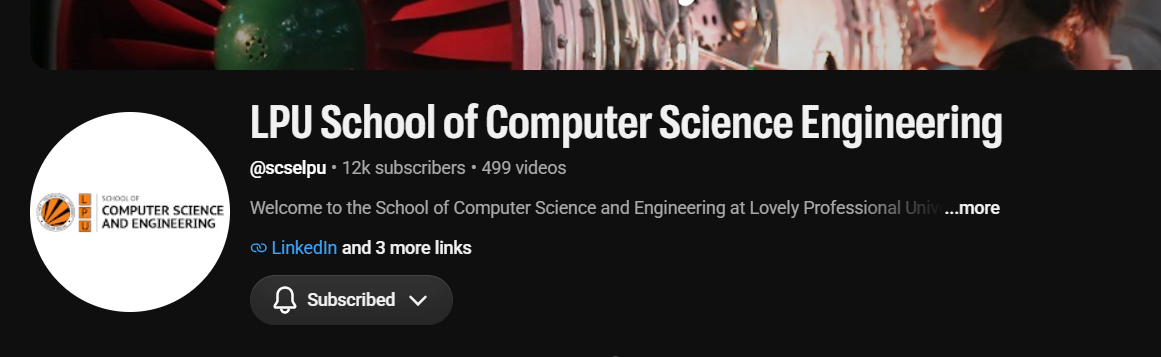 LPU School of Computer Science Engineering
@scselpu • 12k subscribers • 499 videos
Welcome to the School of Computer Science and Engineering at Lovely Professional Univ ...more
LinkedIn and 3 more links
Subscribed
SCHOOL OF
COMPUTER SCIENCE
AND ENGINEERING
L
P
U